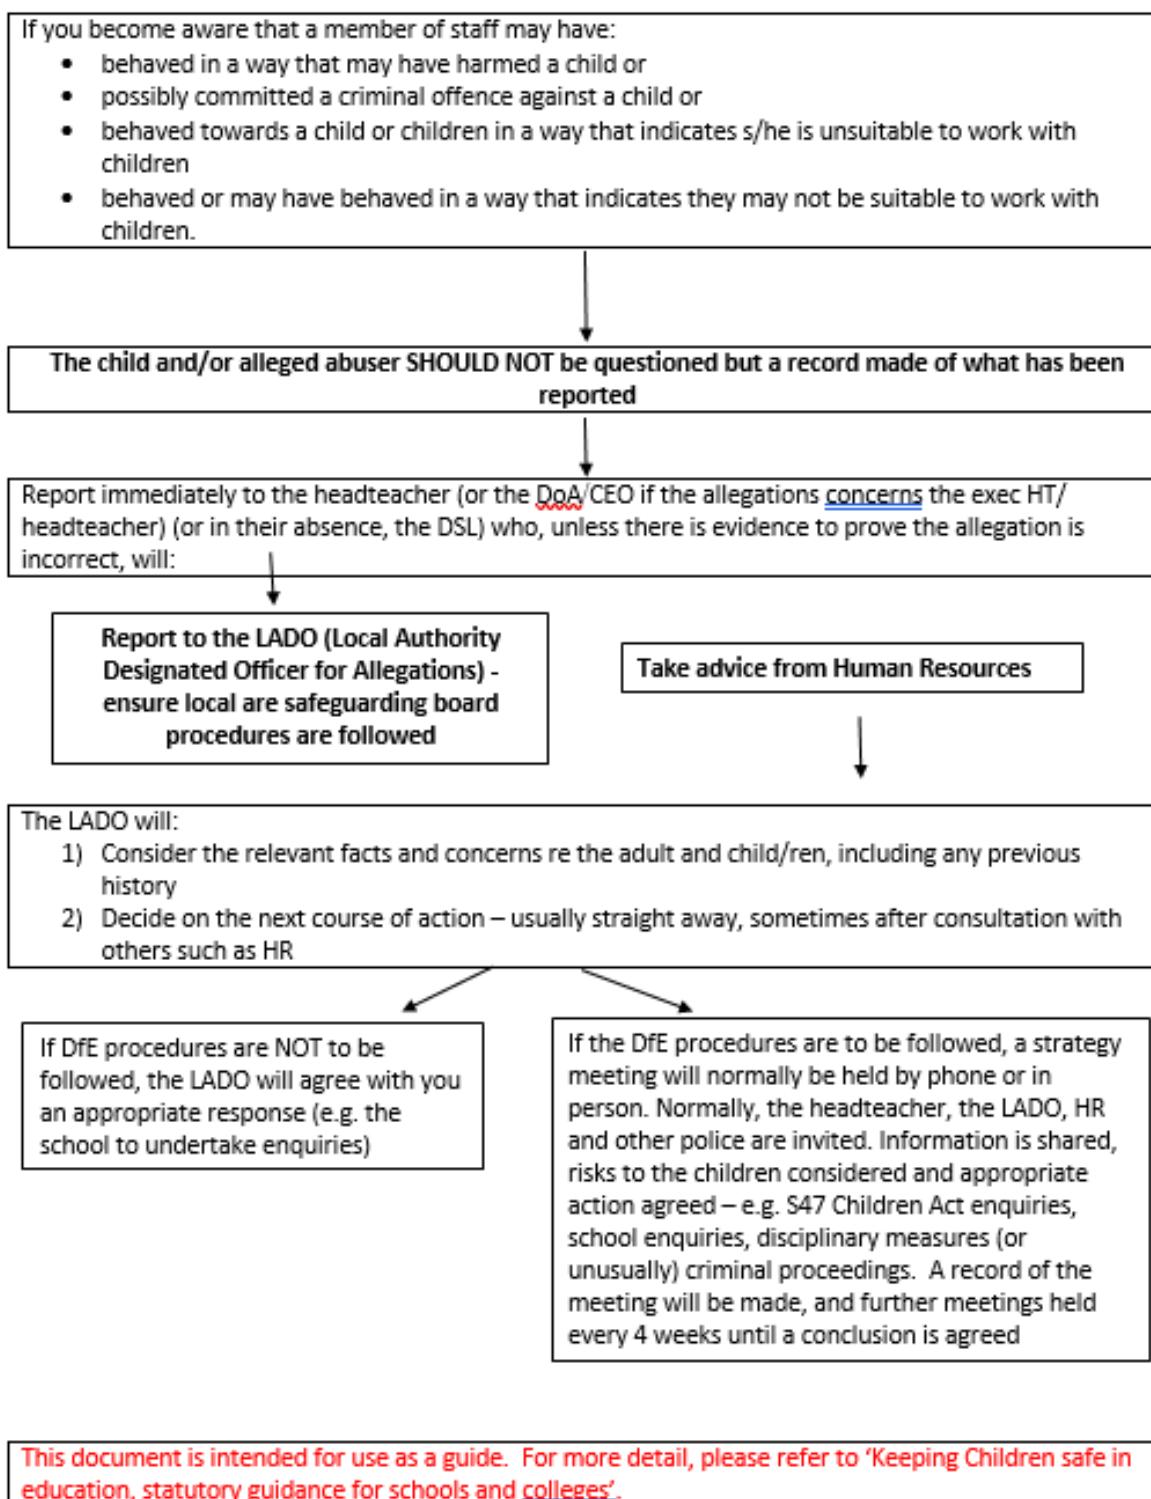 If you become aware that a member of staff may have:
• behaved in a way that may have harmed a child or
• possibly committed a criminal offence against a child or
• behaved towards a child or children in a way that indicates s/he is unsuitable to work with
children
• behaved or may have behaved in a way that indicates they may not be suitable to work with
children.
The child and/or alleged abuser SHOULD NOT be questioned but a record made of what has been
reported
Report immediately to the headteacher (or the DoA/CEO if the allegations concerns the exec HT/
headteacher) (or in their absence, the DSL) who, unless there is evidence to prove the allegation is
incorrect, will:
Report to the LADO (Local Authority
Designated Officer for Allegations) -
ensure local are safeguarding board
procedures are followed
Take advice from Human Resources
The LADO will:
1) Consider the relevant facts and concerns re the adult and child/ren, including any previous
history
2) Decide on the next course of action – usually straight away, sometimes after consultation with
others such as HR
If DfE procedures are NOT to be
followed, the LADO will agree with you
an appropriate response (e.g. the
school to undertake enquiries)
If the DfE procedures are to be followed, a strategy
meeting will normally be held by phone or in
person. Normally, the headteacher, the LADO, HR
and other police are invited. Information is shared,
risks to the children considered and appropriate
action agreed – e.g. S47 Children Act enquiries,
school enquiries, disciplinary measures (or
unusually) criminal proceedings.  A record of the
meeting will be made, and further meetings held
every 4 weeks until a conclusion is agreed
This document is intended for use as a guide.  For more detail, please refer to ‘Keeping Children safe in
education, statutory guidance for schools and colleges’.